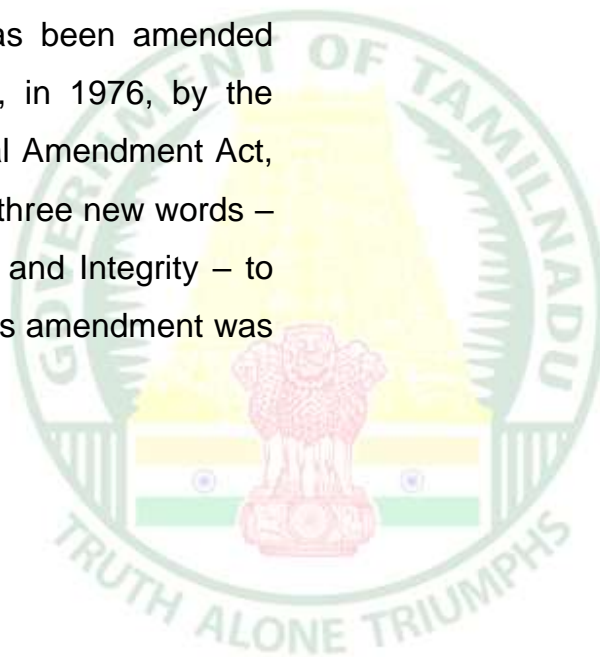 as been amended
, in 1976, by the
al Amendment Act,
three new words –
and Integrity – to
s amendment was
GOVERNMENT OF TAMILNADU
TRUTH ALONE TRIUMPHS